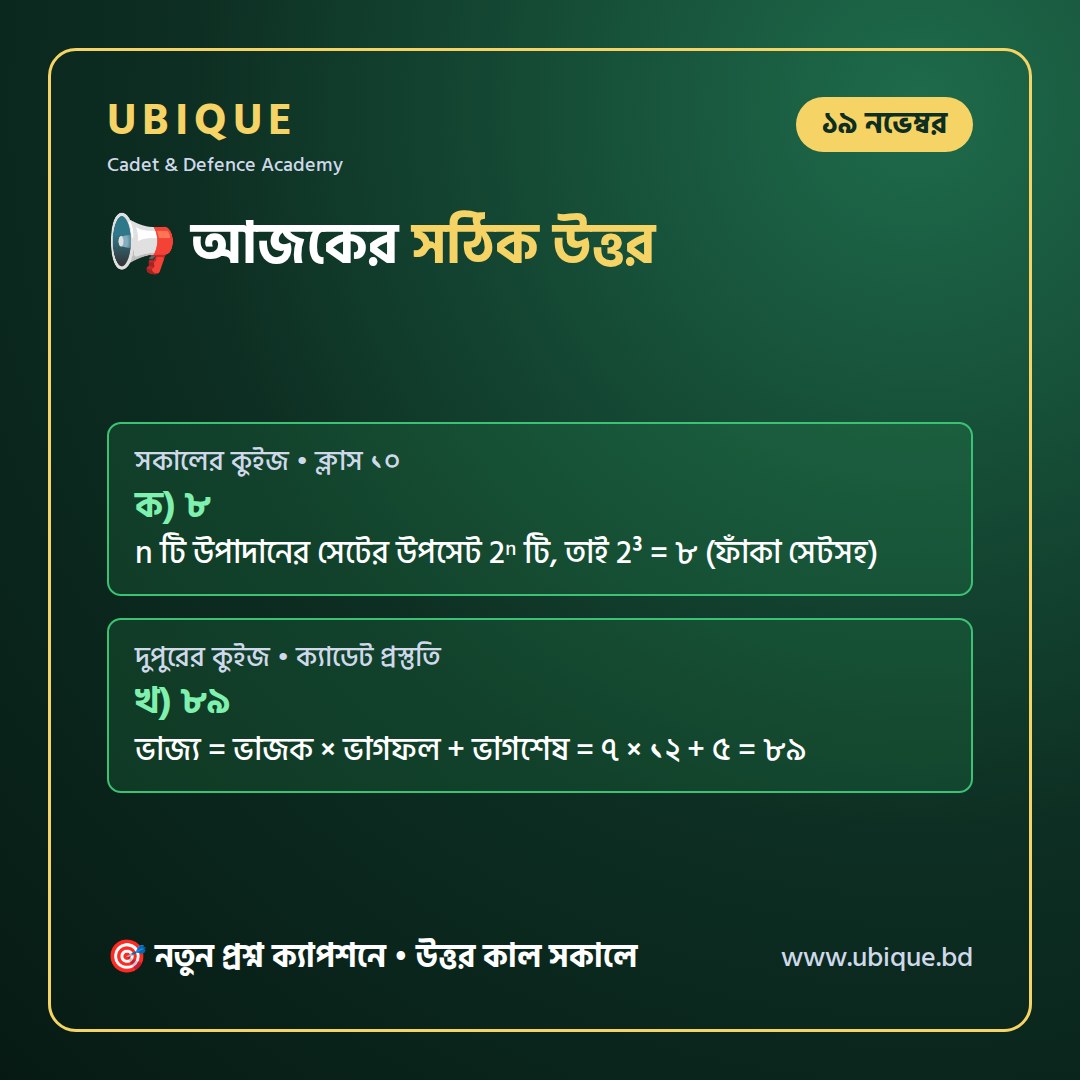 UBIQUE
Cadet & Defence Academy
১৯ নভেম্বর
📢 আজকের সঠিক উত্তর
সকালের কুইজ • ক্লাস ১০
ক) ৮
n টি উপাদানের সেটের উপসেট 2ⁿ টি, তাই 2³ = ৮ (ফাঁকা সেটসহ)
দুপুরের কুইজ • ক্যাডেট প্রস্তুতি
খ) ৮৯
ভাজ্য = ভাজক × ভাগফল + ভাগশেষ = ৭ × ১২ + ৫ = ৮৯
🎯 নতুন প্রশ্ন ক্যাপশনে • উত্তর কাল সকালে
www.ubique.bd